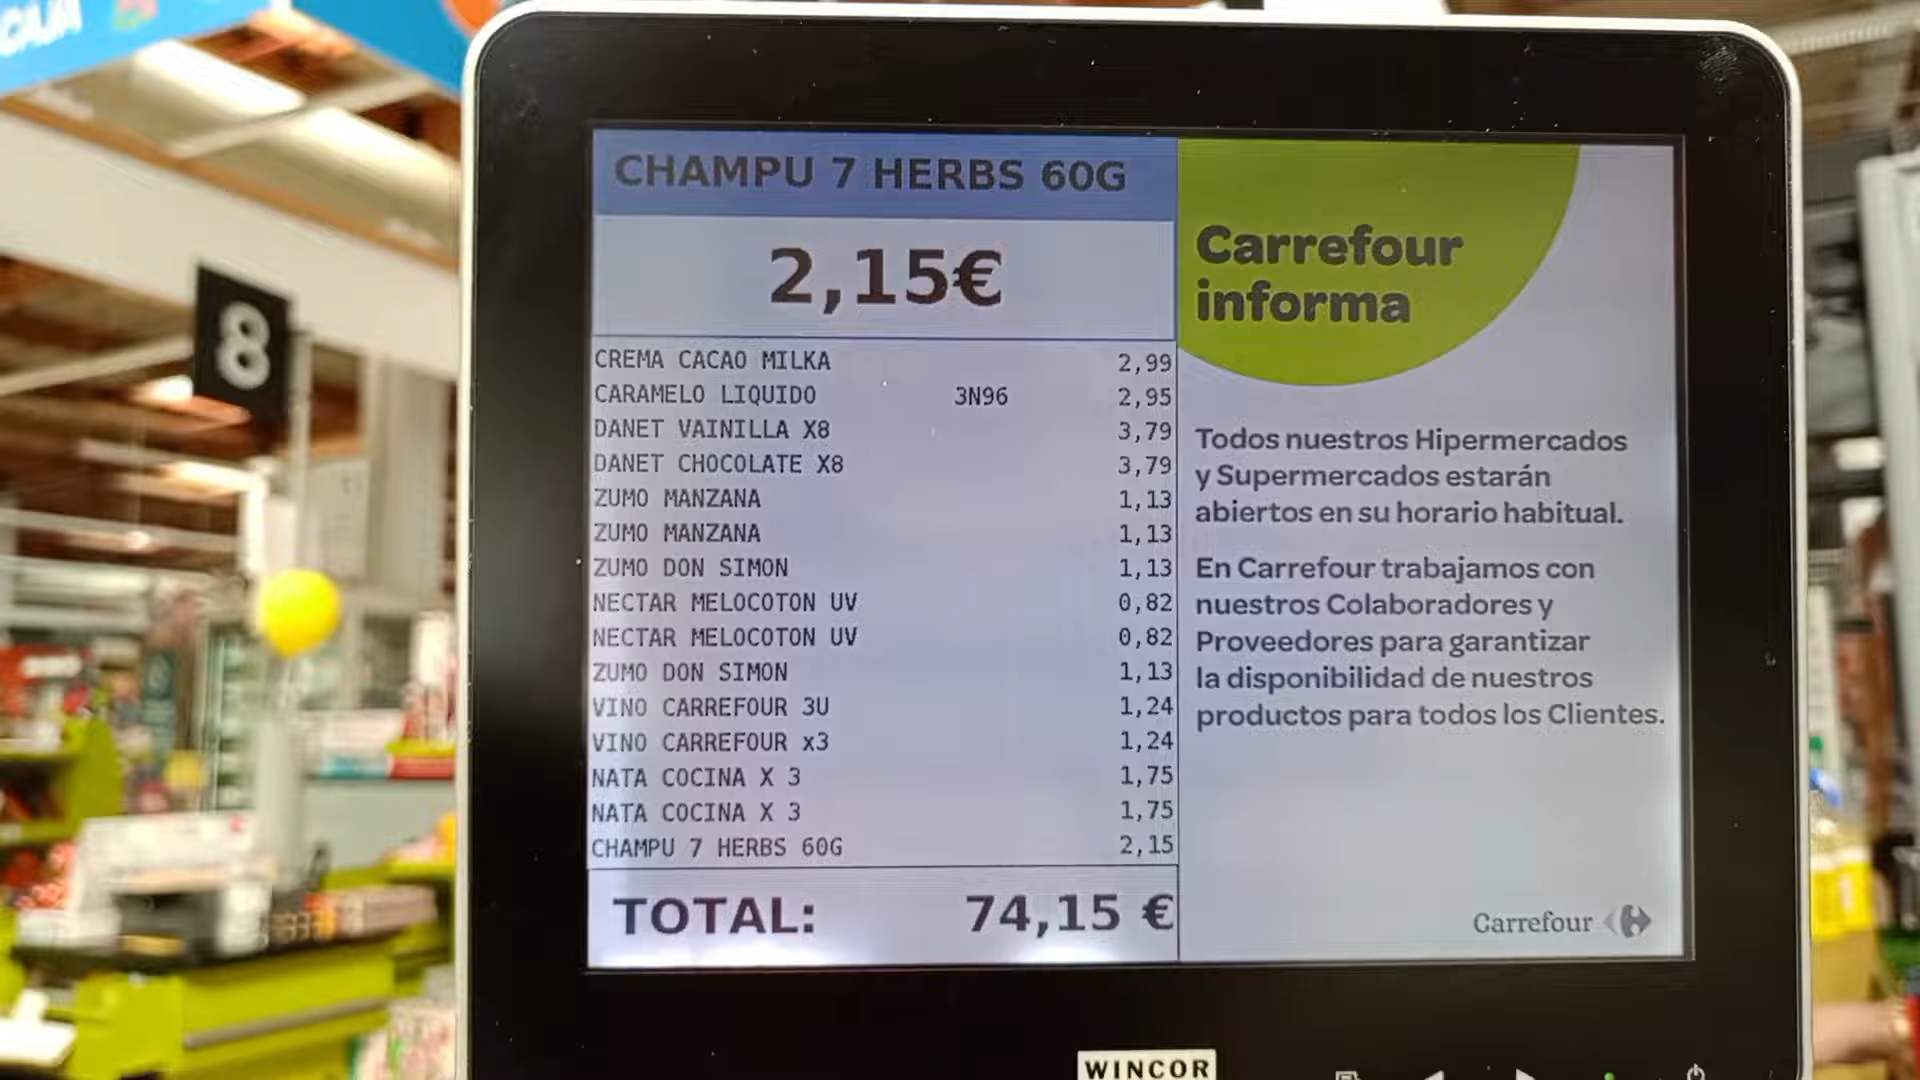 CAJA
8
CHAMPU 7 HERBS 60G
2,15€
CREMA CACAO MILKA 2,99
CARAMELO LIQUIDO 3N96 2,95
DANET VAINILLA X8 3,79
DANET CHOCOLATE X8 3,79
ZUMO MANZANA 1,13
ZUMO MANZANA 1,13
ZUMO DON SIMON 1,13
NECTAR MELOCOTON UV 0,82
NECTAR MELOCOTON UV 0,82
ZUMO DON SIMON 1,13
VINO CARREFOUR 3U 1,24
VINO CARREFOUR x3 1,24
NATA COCINA X 3 1,75
NATA COCINA X 3 1,75
CHAMPU 7 HERBS 60G 2,15
TOTAL: 74,15 €
Carrefour
informa
Todos nuestros Hipermercados
y Supermercados estarán
abiertos en su horario habitual.
En Carrefour trabajamos con
nuestros Colaboradores y
Proveedores para garantizar
la disponibilidad de nuestros
productos para todos los Clientes.
Carrefour
WINCOR